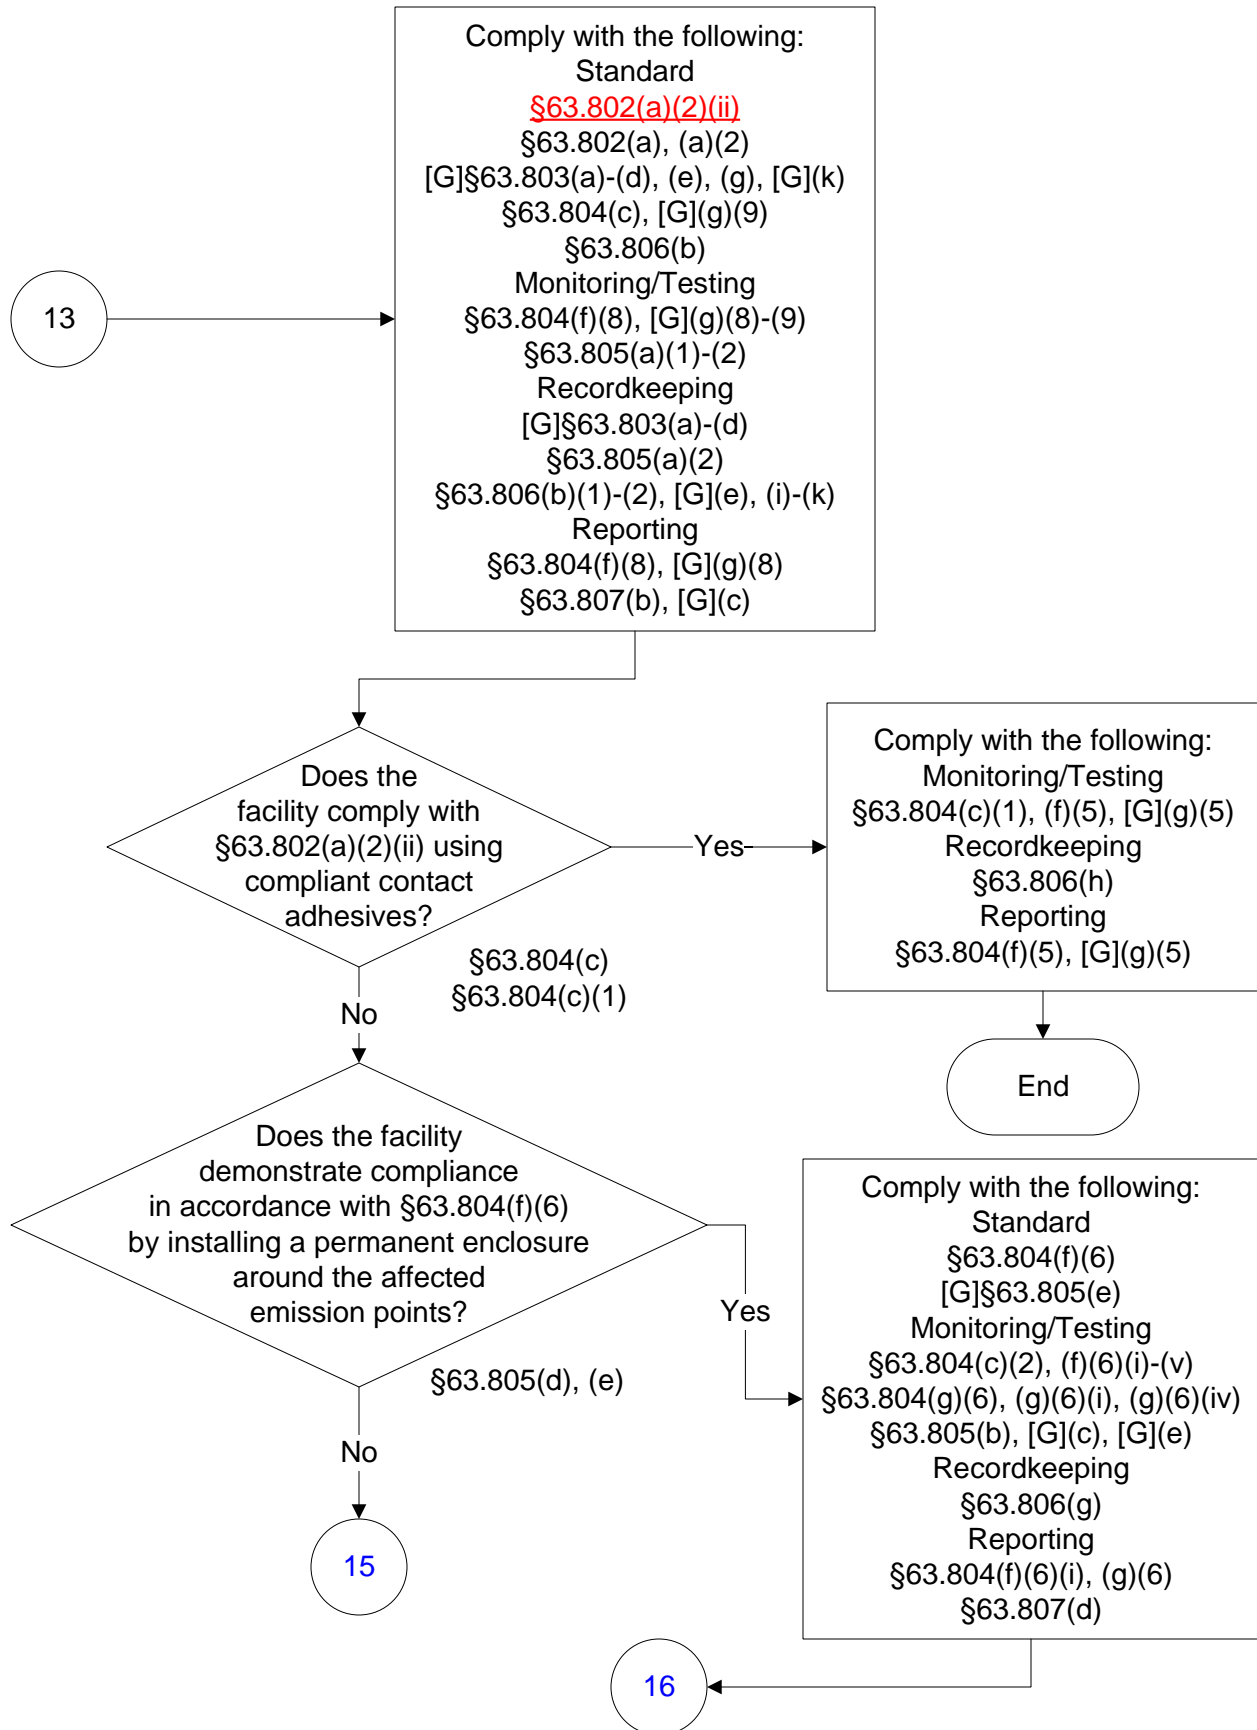 Comply with the following:
Standard
§63.802(a)(2)(ii)
§63.802(a), (a)(2)
[G]§63.803(a)-(d), (e), (g), [G](k)
§63.804(c), [G](g)(9)
§63.806(b)
Monitoring/Testing
§63.804(f)(8), [G](g)(8)-(9)
§63.805(a)(1)-(2)
Recordkeeping
[G]§63.803(a)-(d)
§63.805(a)(2)
§63.806(b)(1)-(2), [G](e), (i)-(k)
Reporting
§63.804(f)(8), [G](g)(8)
§63.807(b), [G](c)
13
Does the
facility comply with
§63.802(a)(2)(ii) using
compliant contact
adhesives?
Yes
§63.804(c)
§63.804(c)(1)
No
Comply with the following:
Monitoring/Testing
§63.804(c)(1), (f)(5), [G](g)(5)
Recordkeeping
§63.806(h)
Reporting
§63.804(f)(5), [G](g)(5)
End
Does the facility
demonstrate compliance
in accordance with §63.804(f)(6)
by installing a permanent enclosure
around the affected
emission points?
Yes
§63.805(d), (e)
No
15
Comply with the following:
Standard
§63.804(f)(6)
[G]§63.805(e)
Monitoring/Testing
§63.804(c)(2), (f)(6)(i)-(v)
§63.804(g)(6), (g)(6)(i), (g)(6)(iv)
§63.805(b), [G](c), [G](e)
Recordkeeping
§63.806(g)
Reporting
§63.804(f)(6)(i), (g)(6)
§63.807(d)
16